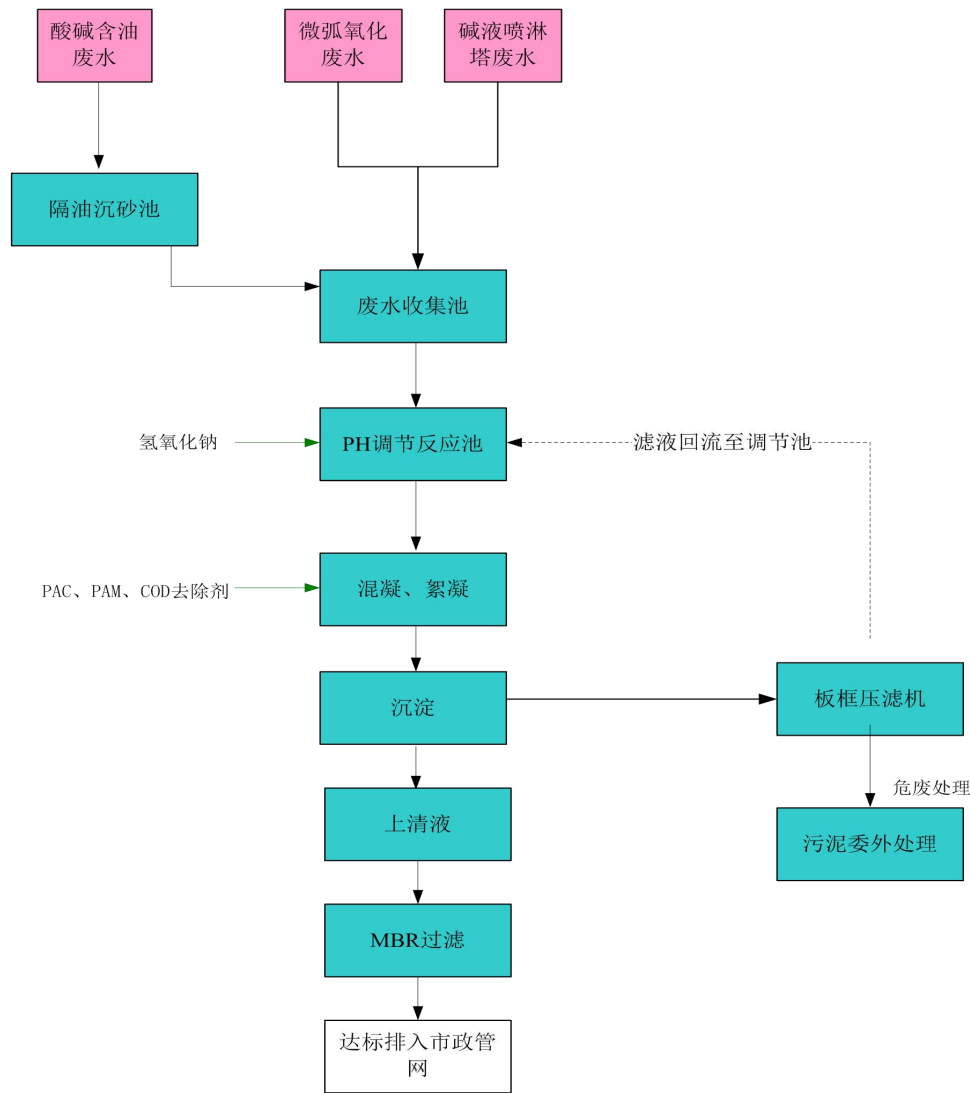 酸碱含油
废水
微弧氧化
废水
碱液喷淋
塔废水
隔油沉砂池
废水收集池
氢氧化钠
PH调节反应池
滤液回流至调节池
PAC、PAM、COD去除剂
混凝、絮凝
沉淀
板框压滤机
危废处理
上清液
污泥委外处理
MBR过滤
达标排入市政管
网